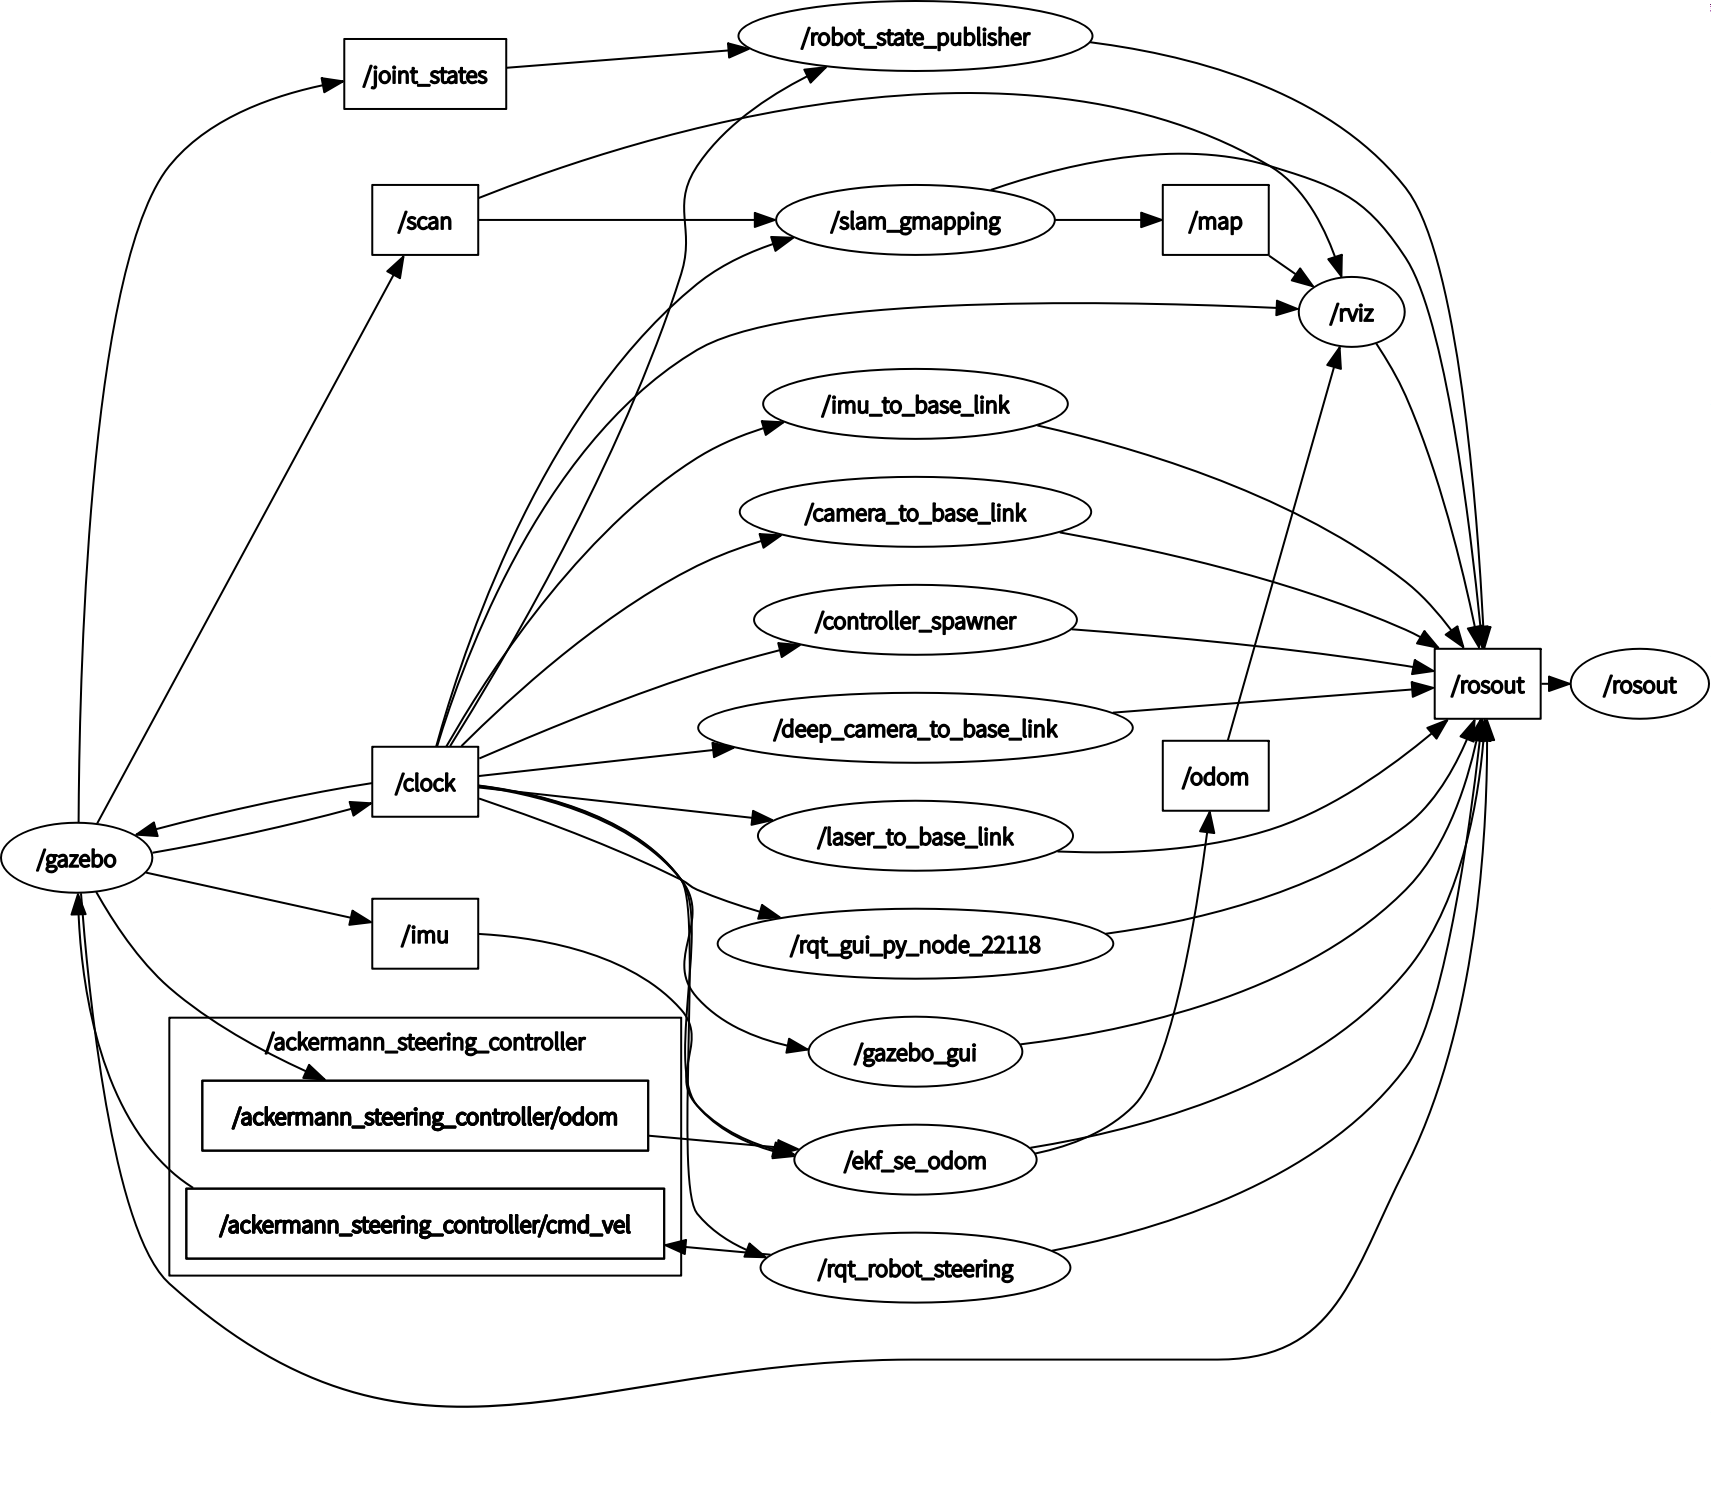 /robot_state_publisher
/joint_states
/scan
/slam_gmapping
/map
/rviz
/imu_to_base_link
/camera_to_base_link
/controller_spawner
/rosout
/rosout
/deep_camera_to_base_link
/odom
/clock
/laser_to_base_link
/gazebo
/imu
/rqt_gui_py_node_22118
/ackermann_steering_controller
/gazebo_gui
/ackermann_steering_controller/odom
/ekf_se_odom
/ackermann_steering_controller/cmd_vel
/rqt_robot_steering